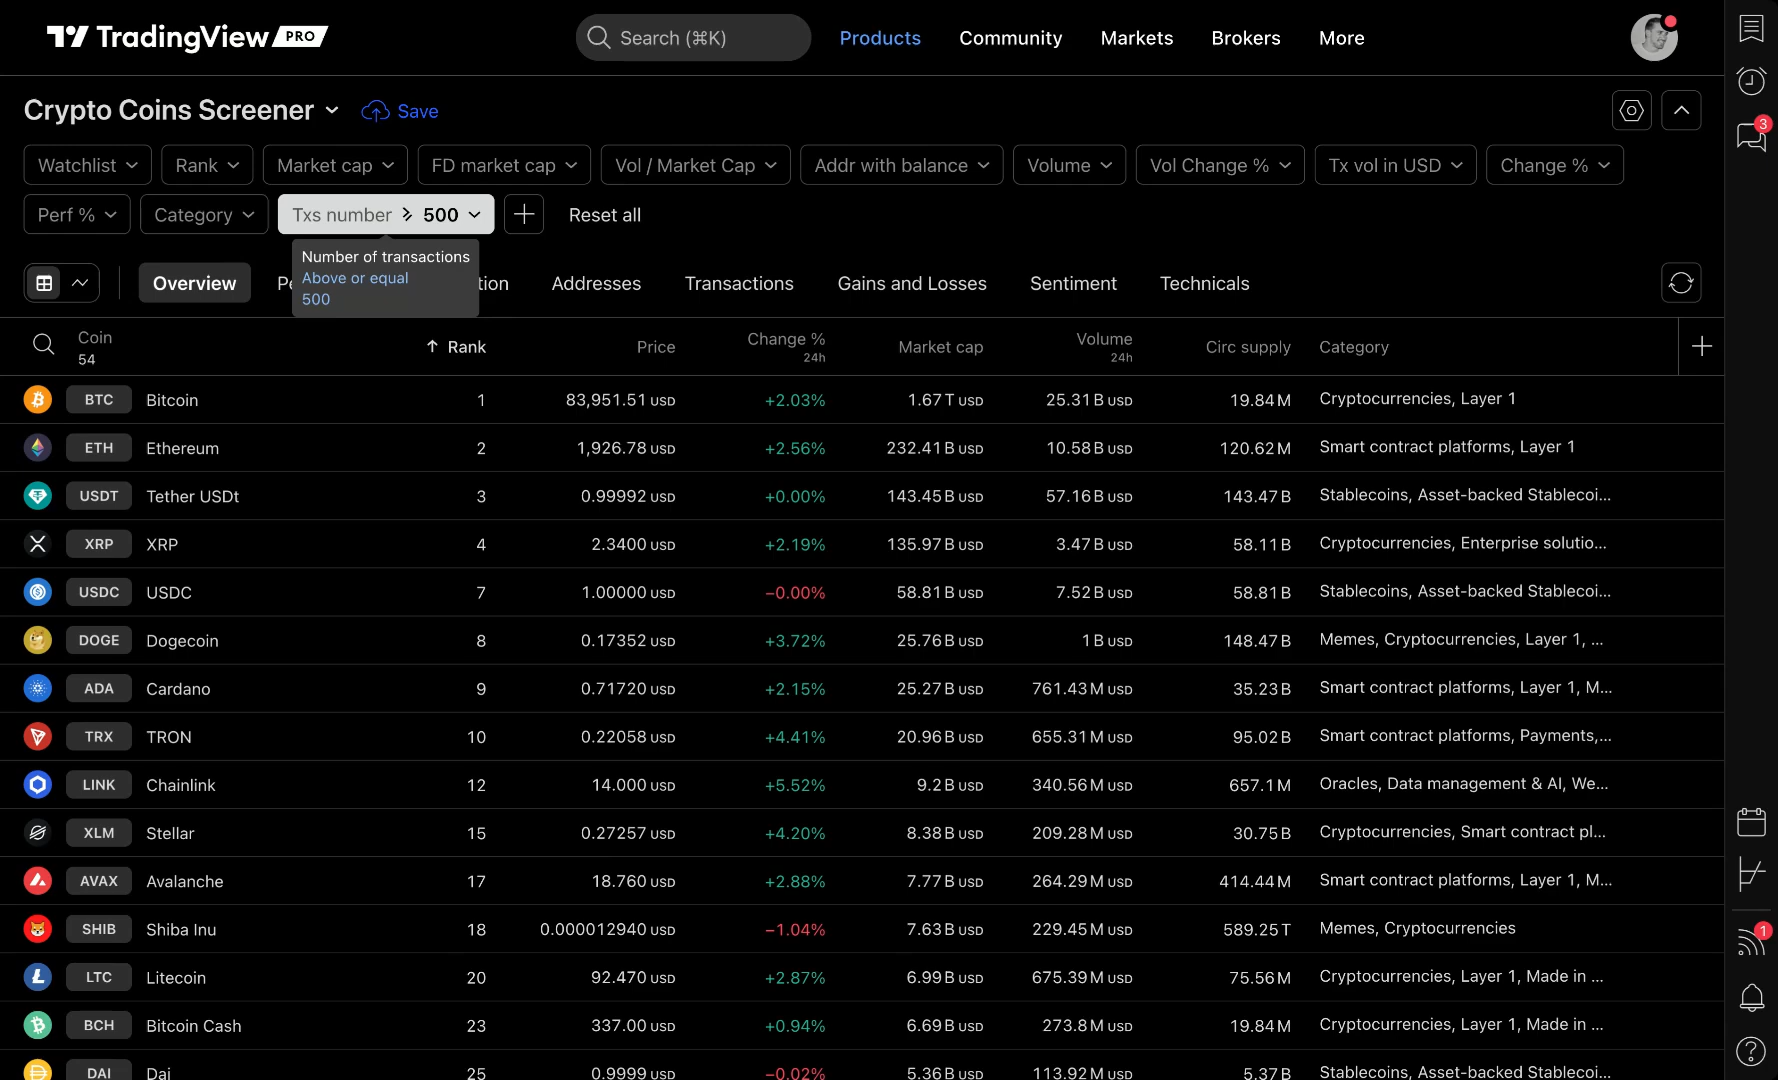 TradingView PRO
Search (⌘K)
Products Community Markets Brokers More
Crypto Coins Screener Save
3
Watchlist Rank Market cap FD market cap Vol / Market Cap Addr with balance Volume Vol Change % Tx vol in USD Change %
Perf % Category Txs number ≥ 500 Reset all
Number of transactions
Above or equal
500
Overview Pe tion Addresses Transactions Gains and Losses Sentiment Technicals
Coin 54 Rank Price Change % 24h Market cap Volume 24h Circ supply Category
BTC Bitcoin 1 83,951.51 USD +2.03% 1.67 T USD 25.31 B USD 19.84 M Cryptocurrencies, Layer 1
ETH Ethereum 2 1,926.78 USD +2.56% 232.41 B USD 10.58 B USD 120.62 M Smart contract platforms, Layer 1
USDT Tether USDt 3 0.99992 USD +0.00% 143.45 B USD 57.16 B USD 143.47 B Stablecoins, Asset-backed Stablecoi...
XRP XRP 4 2.3400 USD +2.19% 135.97 B USD 3.47 B USD 58.11 B Cryptocurrencies, Enterprise solutio...
USDC USDC 7 1.00000 USD −0.00% 58.81 B USD 7.52 B USD 58.81 B Stablecoins, Asset-backed Stablecoi...
DOGE Dogecoin 8 0.17352 USD +3.72% 25.76 B USD 1 B USD 148.47 B Memes, Cryptocurrencies, Layer 1, ...
ADA Cardano 9 0.71720 USD +2.15% 25.27 B USD 761.43 M USD 35.23 B Smart contract platforms, Layer 1, M...
TRX TRON 10 0.22058 USD +4.41% 20.96 B USD 655.31 M USD 95.02 B Smart contract platforms, Payments,...
LINK Chainlink 12 14.000 USD +5.52% 9.2 B USD 340.56 M USD 657.1 M Oracles, Data management & AI, We...
XLM Stellar 15 0.27257 USD +4.20% 8.38 B USD 209.28 M USD 30.75 B Cryptocurrencies, Smart contract pl...
AVAX Avalanche 17 18.760 USD +2.88% 7.77 B USD 264.29 M USD 414.44 M Smart contract platforms, Layer 1, M...
SHIB Shiba Inu 18 0.000012940 USD −1.04% 7.63 B USD 229.45 M USD 589.25 T Memes, Cryptocurrencies
1
LTC Litecoin 20 92.470 USD +2.87% 6.99 B USD 675.39 M USD 75.56 M Cryptocurrencies, Layer 1, Made in ...
BCH Bitcoin Cash 23 337.00 USD +0.94% 6.69 B USD 273.8 M USD 19.84 M Cryptocurrencies, Layer 1, Made in ...
DAI Dai 25 0.9999 USD −0.02% 5.36 B USD 113.92 M USD 5.37 B Stablecoins, Asset-backed Stablecoi...